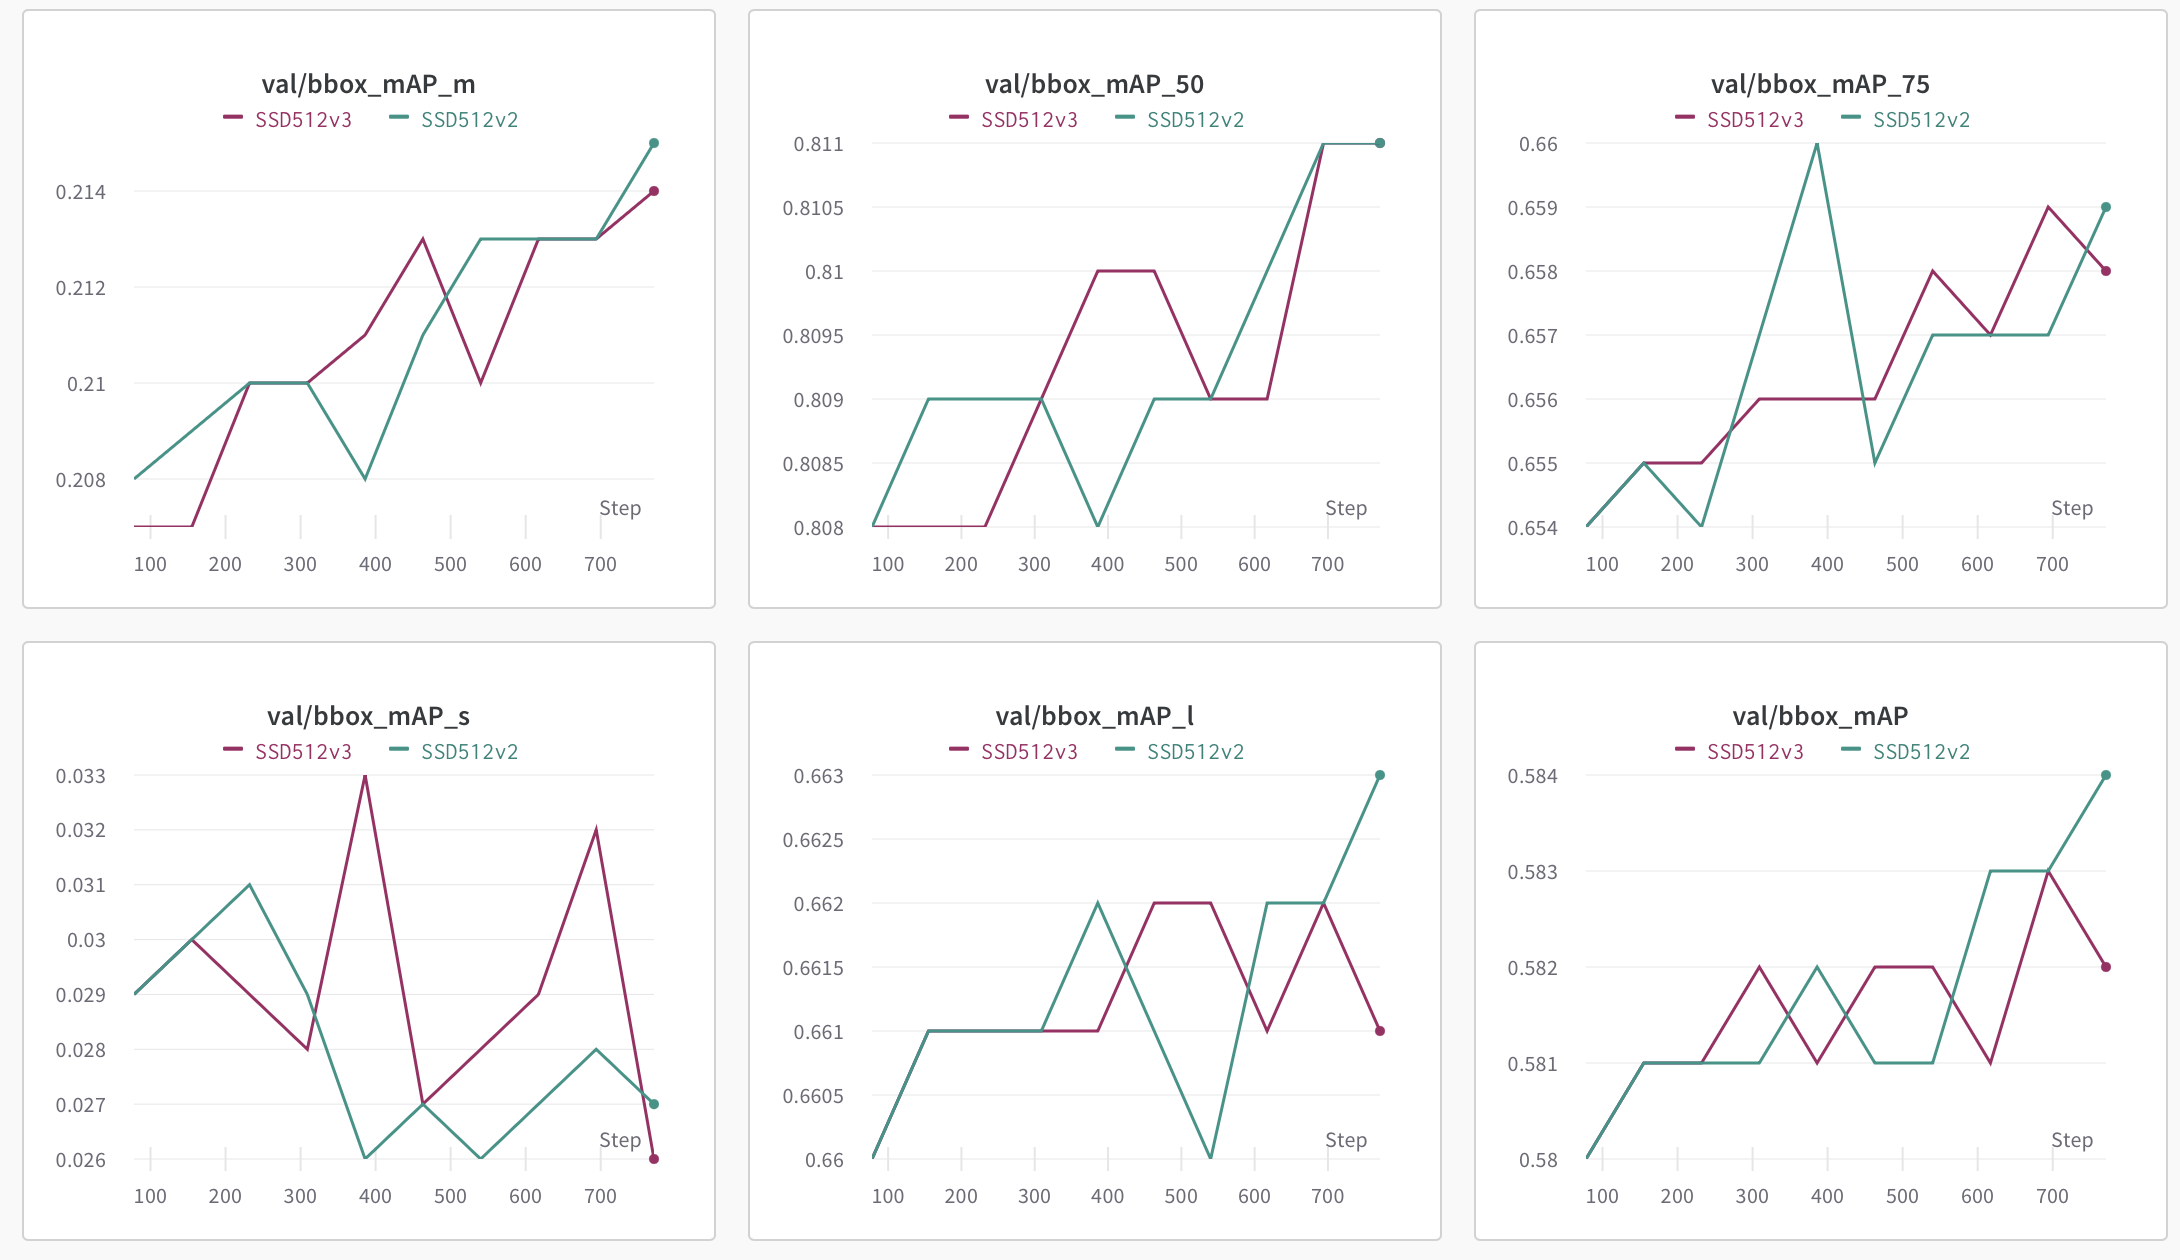 val/bbox_mAP_m
SSD512v3 SSD512v2
0.214
0.212
0.21
0.208
Step
100 200 300 400 500 600 700
val/bbox_mAP_50
SSD512v3 SSD512v2
0.811
0.8105
0.81
0.8095
0.809
0.8085
0.808
Step
100 200 300 400 500 600 700
val/bbox_mAP_75
SSD512v3 SSD512v2
0.66
0.659
0.658
0.657
0.656
0.655
0.654
Step
100 200 300 400 500 600 700
val/bbox_mAP_s
SSD512v3 SSD512v2
0.033
0.032
0.031
0.03
0.029
0.028
0.027
0.026
Step
100 200 300 400 500 600 700
val/bbox_mAP_l
SSD512v3 SSD512v2
0.663
0.6625
0.662
0.6615
0.661
0.6605
0.66
Step
100 200 300 400 500 600 700
val/bbox_mAP
SSD512v3 SSD512v2
0.584
0.583
0.582
0.581
0.58
Step
100 200 300 400 500 600 700